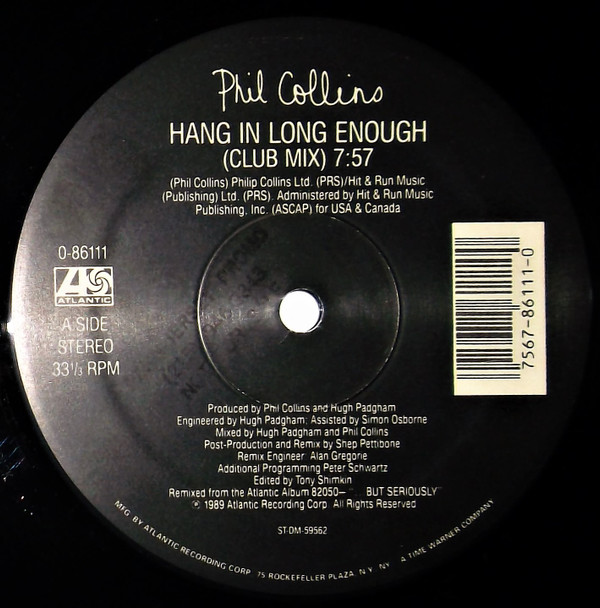 Phil Collins
HANG IN LONG ENOUGH
(CLUB MIX) 7:57
(Phil Collins) Philip Collins Ltd. (PRS)/Hit & Run Music
(Publishing) Ltd. (PRS). Administered by Hit & Run Music
Publishing, Inc. (ASCAP) for USA & Canada
0-86111
ATLANTIC
A SIDE
STEREO
33⅓ RPM
7567-86111-0
Produced by Phil Collins and Hugh Padgham
Engineered by Hugh Padgham; Assisted by Simon Osborne
Mixed by Hugh Padgham and Phil Collins
Post-Production and Remix by Shep Pettibone
Remix Engineer: Alan Gregorie
Additional Programming Peter Schwartz
Edited by Tony Shimkin
Remixed from the Atlantic Album 82050— "... BUT SERIOUSLY"
℗ 1989 Atlantic Recording Corp. All Rights Reserved
ST-DM-59562
MFG. BY ATLANTIC RECORDING CORP. 75 ROCKEFELLER PLAZA, N.Y. NY. A TIME WARNER COMPANY